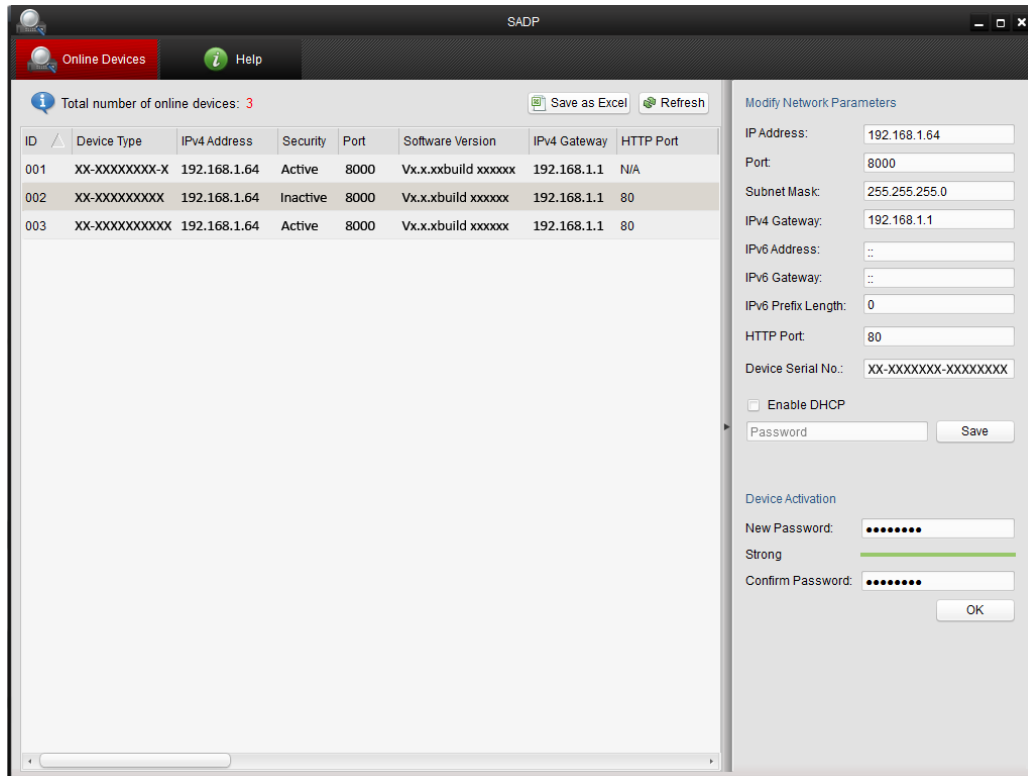 SADP
Online Devices Help
Total number of online devices: 3 Save as Excel Refresh
ID Device Type IPv4 Address Security Port Software Version IPv4 Gateway HTTP Port
001 XX-XXXXXXXX-X 192.168.1.64 Active 8000 Vx.x.xxbuild xxxxxx 192.168.1.1 N/A
002 XX-XXXXXXXXX 192.168.1.64 Inactive 8000 Vx.x.xbuild xxxxxx 192.168.1.1 80
003 XX-XXXXXXXXXX 192.168.1.64 Active 8000 Vx.x.xbuild xxxxxx 192.168.1.1 80
Modify Network Parameters
IP Address: 192.168.1.64
Port: 8000
Subnet Mask: 255.255.255.0
IPv4 Gateway: 192.168.1.1
IPv6 Address: ::
IPv6 Gateway: ::
IPv6 Prefix Length: 0
HTTP Port: 80
Device Serial No.: XX-XXXXXXX-XXXXXXXX
Enable DHCP
Password Save
Device Activation
New Password: ••••••••
Strong
Confirm Password: ••••••••
OK